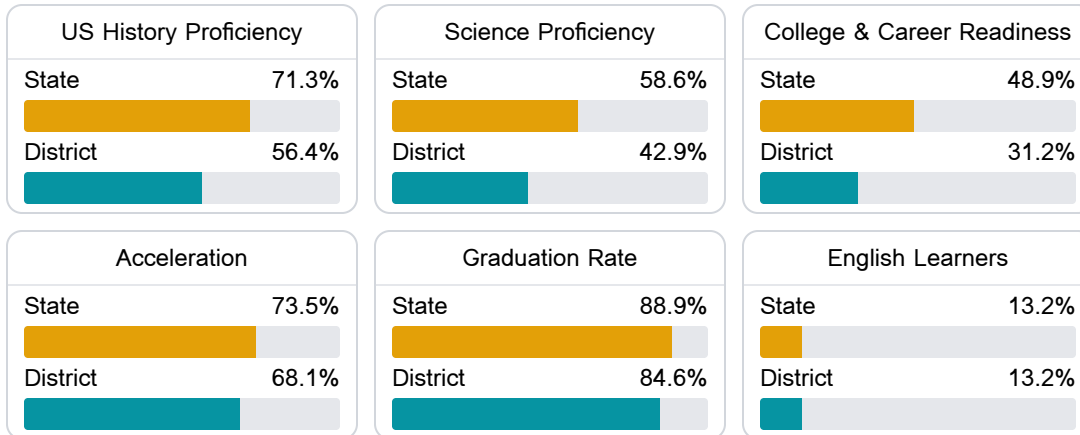 US History Proficiency
State 71.3%
District 56.4%
Science Proficiency
State 58.6%
District 42.9%
College & Career Readiness
State 48.9%
District 31.2%
Acceleration
State 73.5%
District 68.1%
Graduation Rate
State 88.9%
District 84.6%
English Learners
State 13.2%
District 13.2%